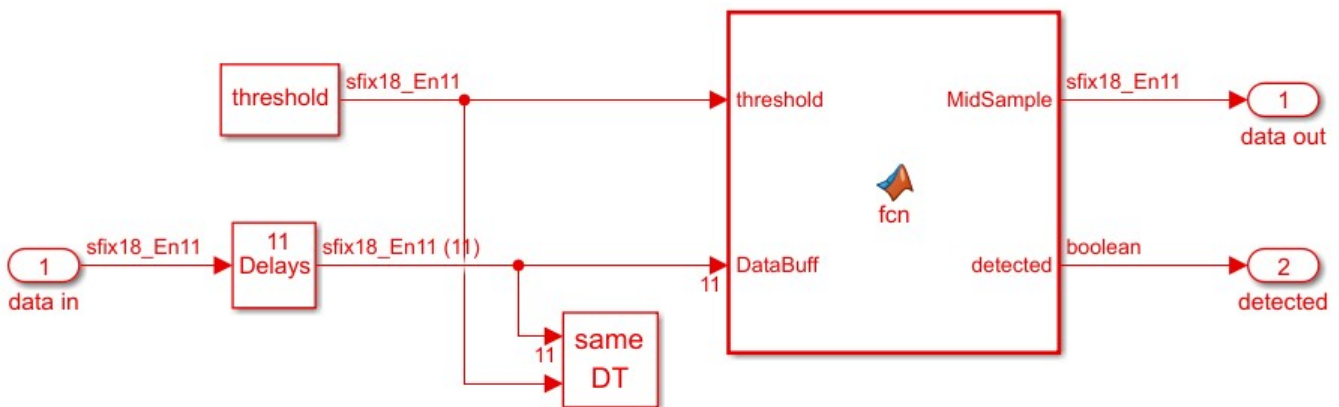 threshold
sfix18_En11
threshold
MidSample
sfix18_En11
1
data out
fcn
1
data in
sfix18_En11
11
Delays
sfix18_En11 (11)
11
DataBuff
detected
boolean
2
detected
11
same
DT